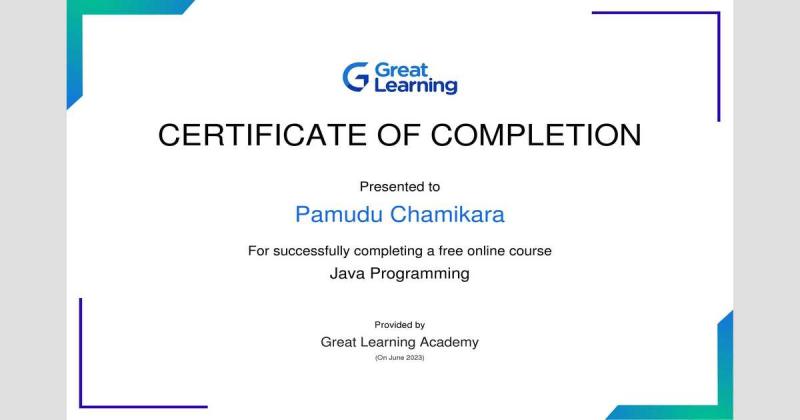 Great
Learning
CERTIFICATE OF COMPLETION
Presented to
Pamudu Chamikara
For successfully completing a free online course
Java Programming
Provided by
Great Learning Academy
(On June 2023)